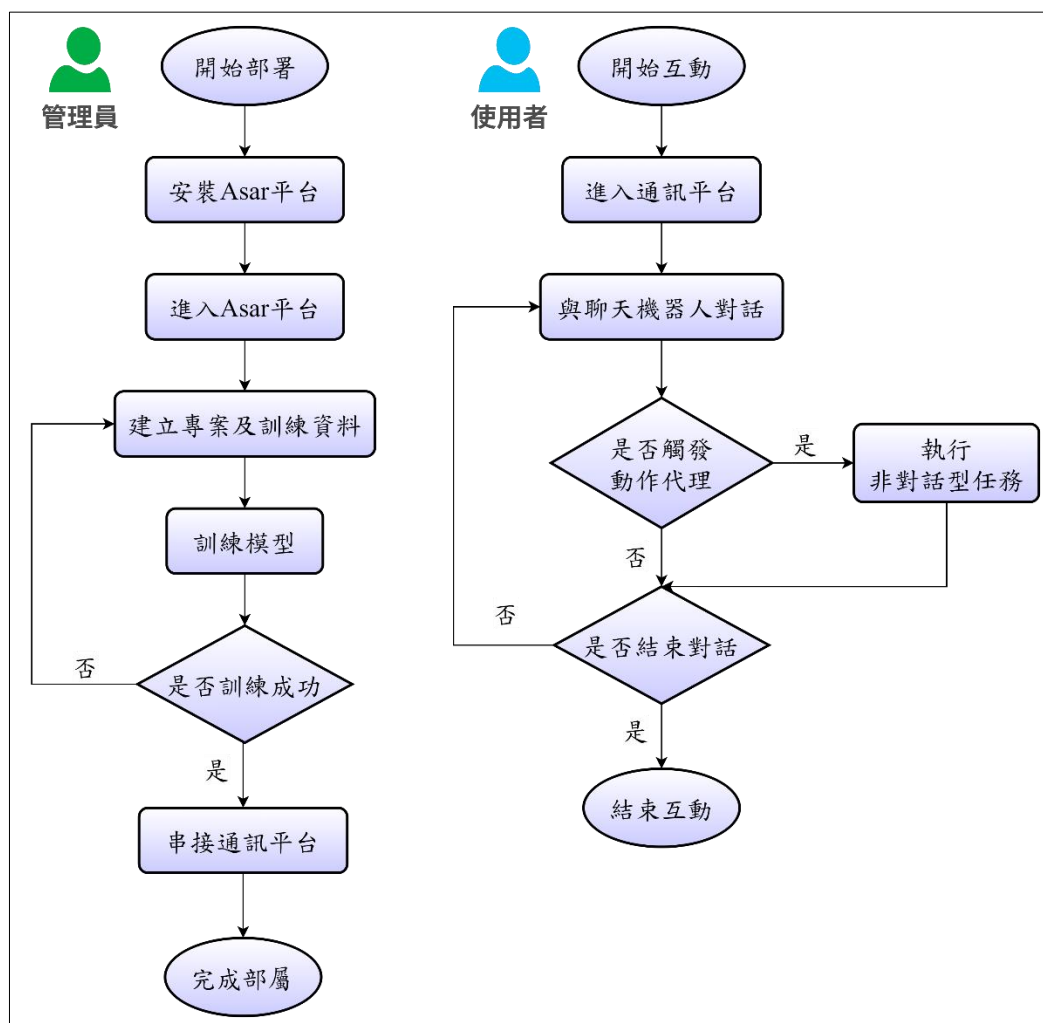 管理員
開始部署
安裝Asar平台
進入Asar平台
建立專案及訓練資料
訓練模型
是否訓練成功
否
是
串接通訊平台
完成部屬
使用者
開始互動
進入通訊平台
與聊天機器人對話
是否觸發
動作代理
是
執行
非對話型任務
否
是否結束對話
否
是
結束互動